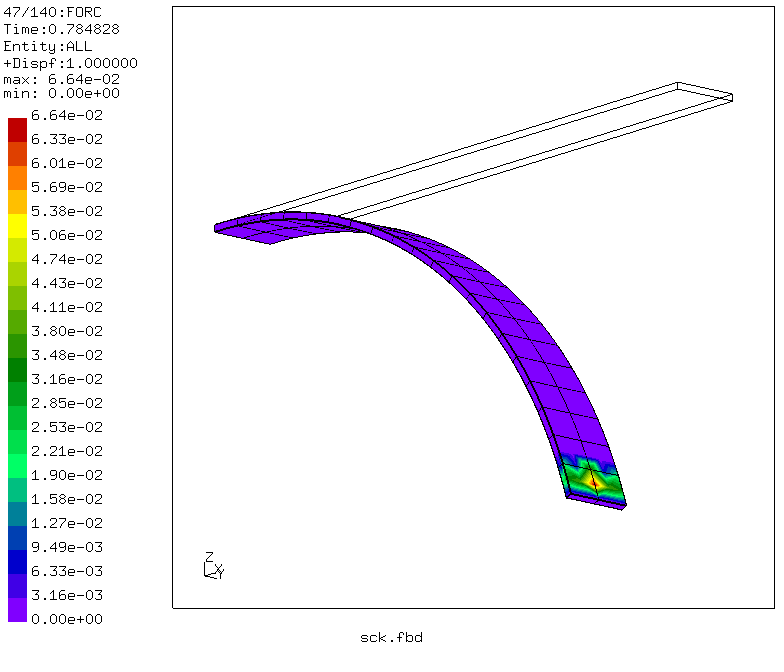 47/140:FORC
Time:0.784828
Entity:ALL
+Dispf:1.000000
max: 6.64e-02
min: 0.00e+00
6.64e-02
6.33e-02
6.01e-02
5.69e-02
5.38e-02
5.06e-02
4.74e-02
4.43e-02
4.11e-02
3.80e-02
3.48e-02
3.16e-02
2.85e-02
2.53e-02
2.21e-02
1.90e-02
1.58e-02
1.27e-02
9.49e-03
6.33e-03
3.16e-03
0.00e+00
Z
X
Y
sck.fbd